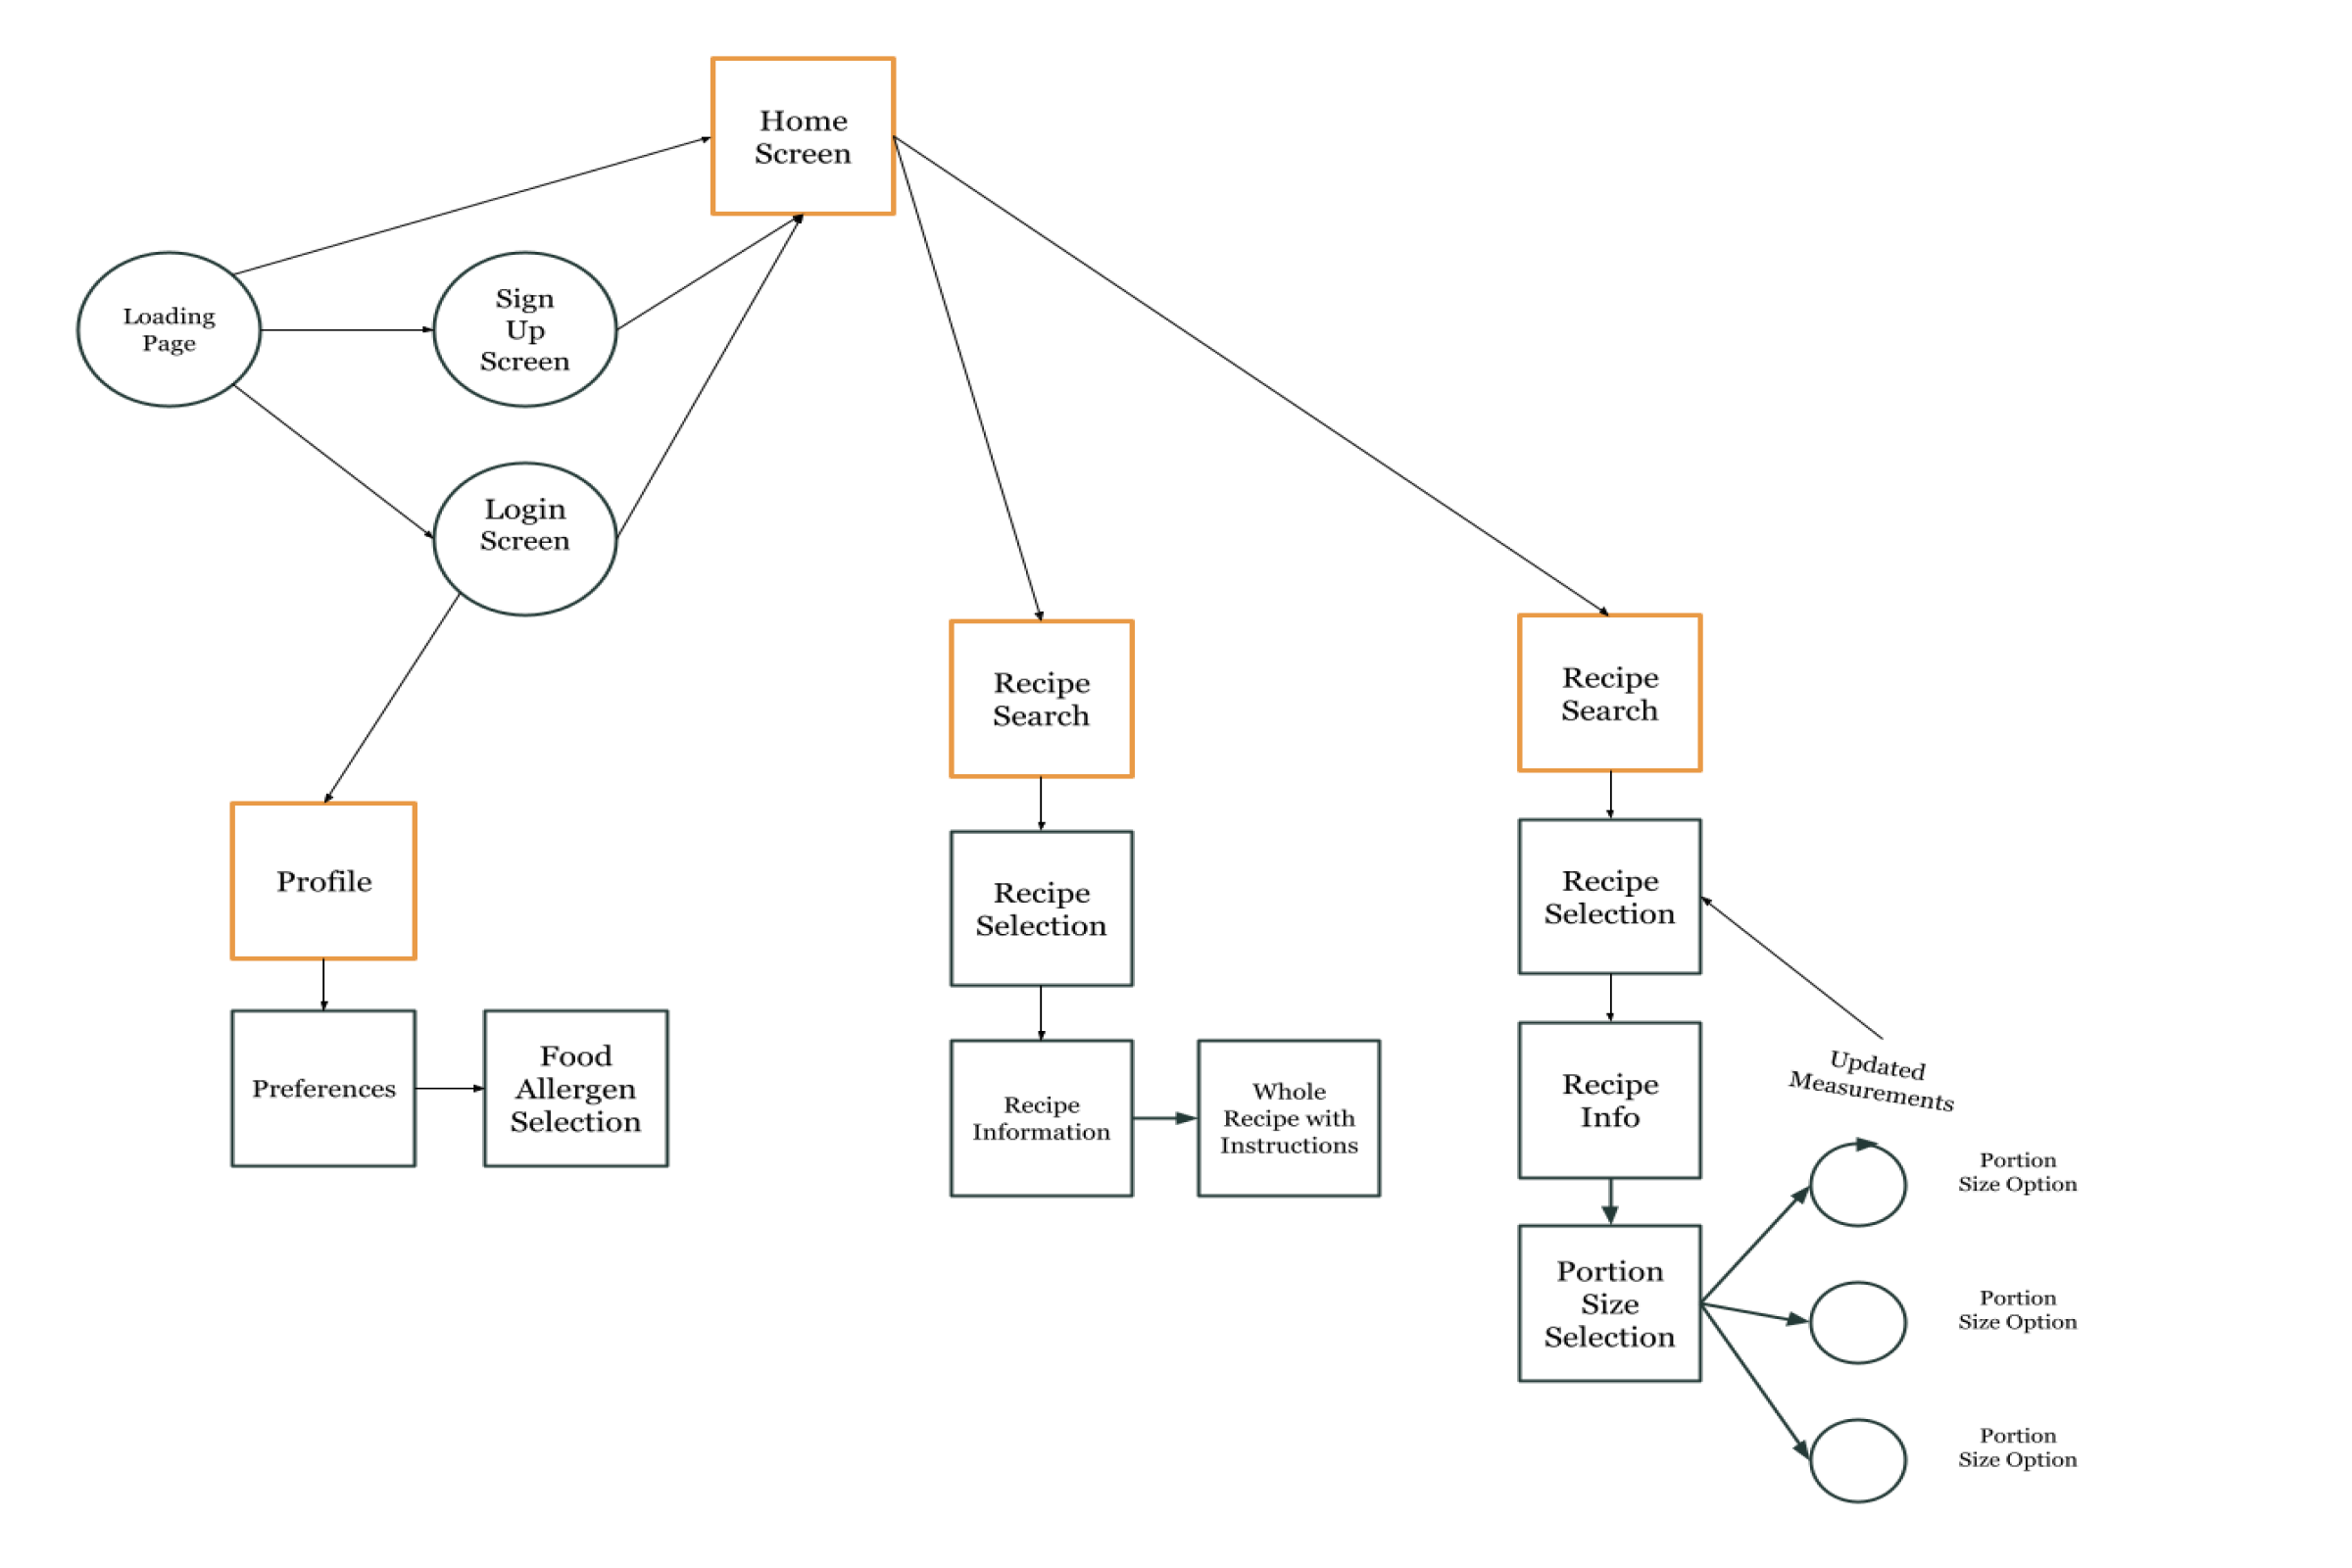 Home
Screen
Loading
Page
Sign
Up
Screen
Login
Screen
Profile
Preferences
Food
Allergen
Selection
Recipe
Search
Recipe
Selection
Recipe
Information
Whole
Recipe with
Instructions
Recipe
Search
Recipe
Selection
Recipe
Info
Updated
Measurements
Portion
Size
Selection
Portion
Size Option
Portion
Size Option
Portion
Size Option